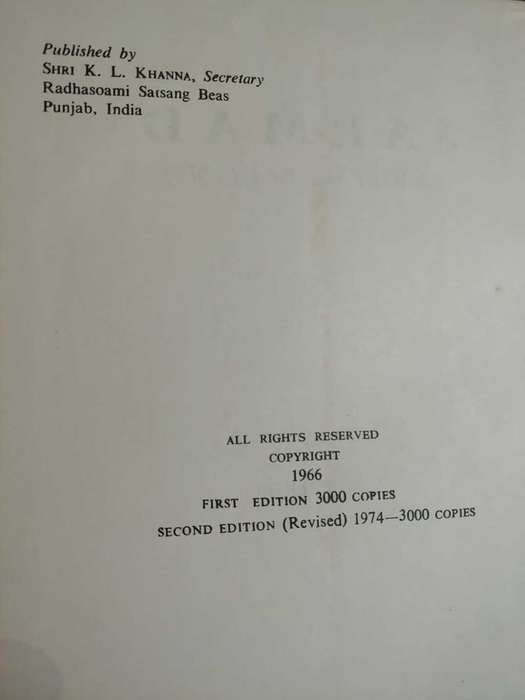 Published by
SHRI K. L. KHANNA, Secretary
Radhasoami Satsang Beas
Punjab, India
ALL RIGHTS RESERVED
COPYRIGHT
1966
FIRST EDITION 3000 COPIES
SECOND EDITION (Revised) 1974—3000 COPIES